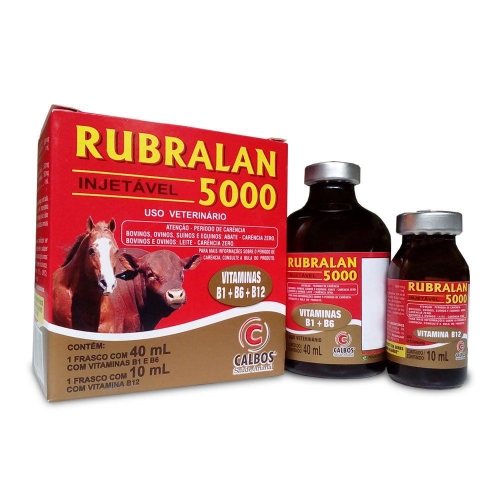 RUBRALAN
INJETÁVEL 5000
USO VETERINÁRIO
ATENÇÃO - PERÍODO DE CARÊNCIA
BOVINOS, OVINOS, SUÍNOS E EQUINOS: ABATE - CARÊNCIA ZERO.
BOVINOS E OVINOS: LEITE - CARÊNCIA ZERO.
PARA MAIS INFORMAÇÕES SOBRE O PERÍODO DE
CARÊNCIA, CONSULTE A BULA DO PRODUTO.
VITAMINAS
B1 + B6 + B12
CONTÉM:
1 FRASCO COM 40 mL
COM VITAMINAS B1 E B6
1 FRASCO COM 10 mL
COM VITAMINA B12
C
CALBOS
RUBRALAN
INJETÁVEL
5000
VITAMINAS
B1 + B6
40 mL
C
CALBOS
RUBRALAN
INJETÁVEL
5000
VITAMINA B12
10 mL
C
CALBOS